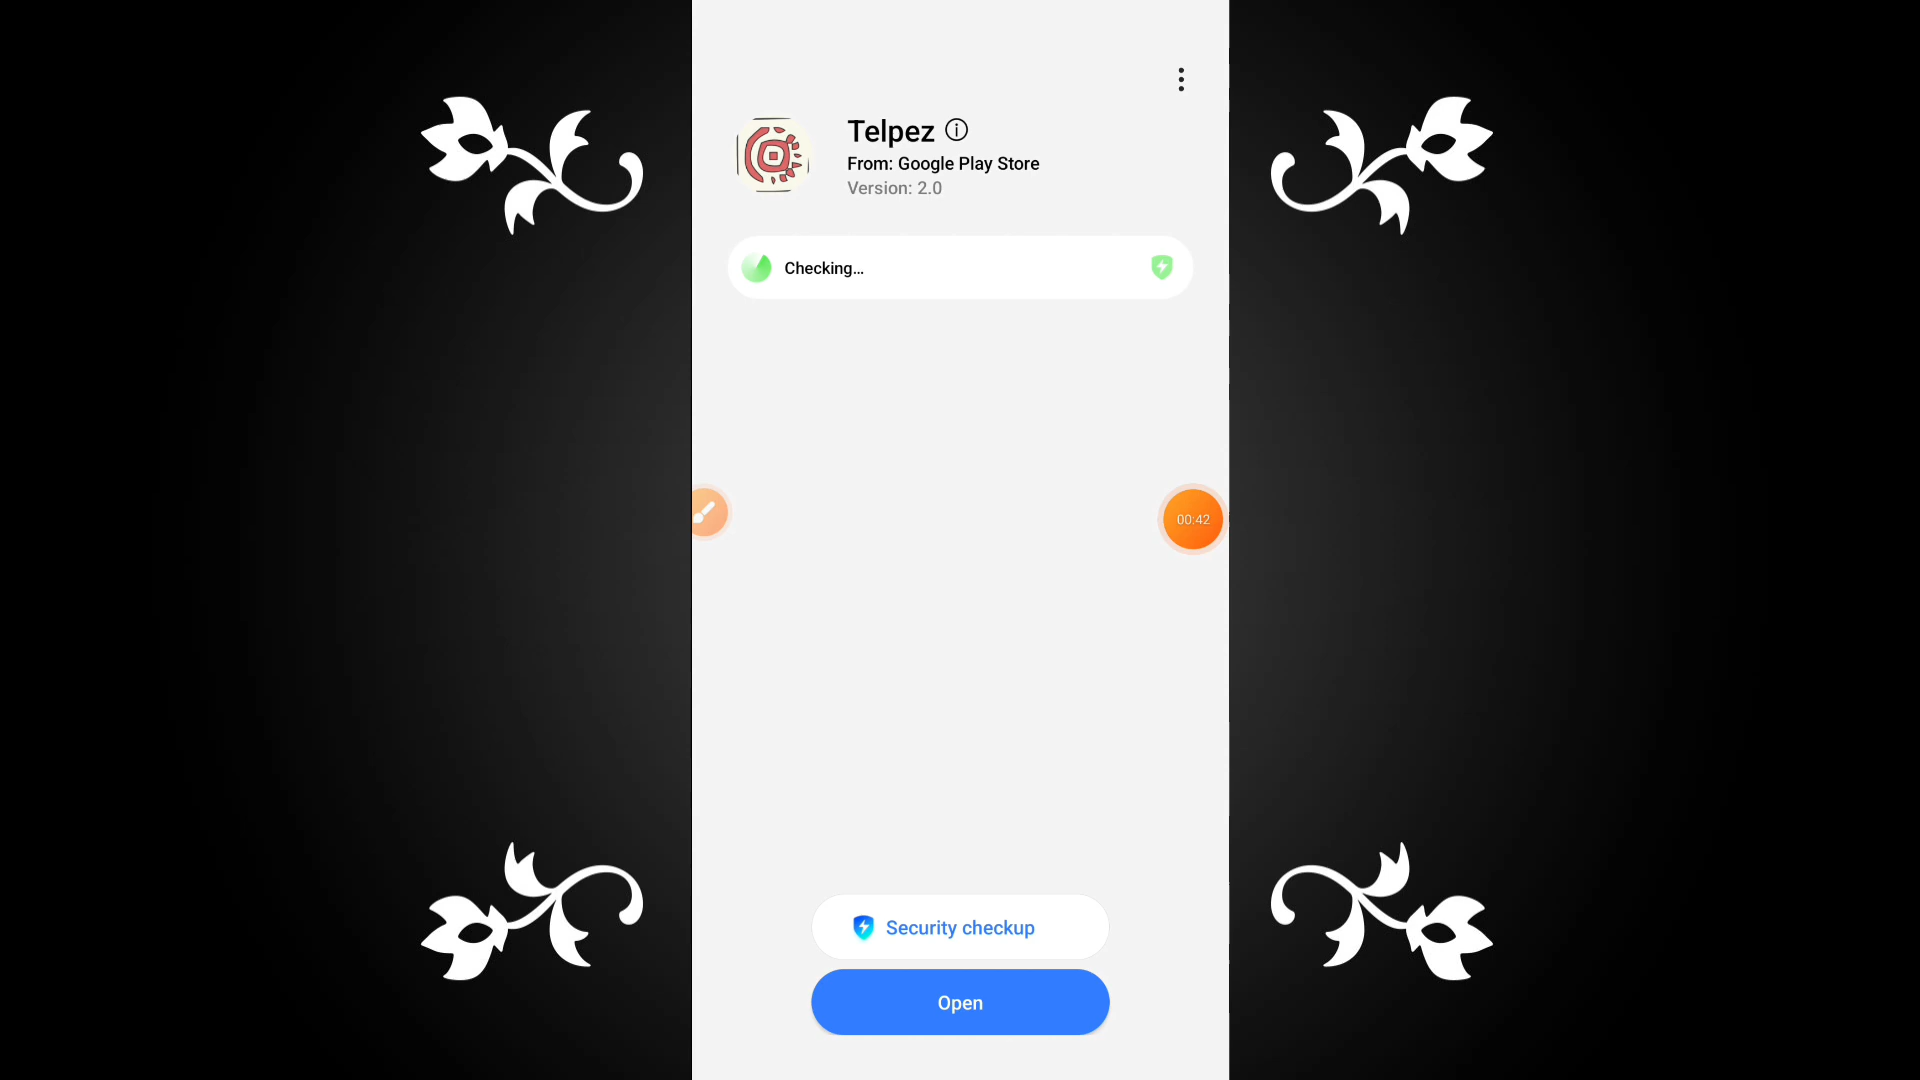 Telpez
From: Google Play Store
Version: 2.0
Checking...
00:42
Security checkup
Open